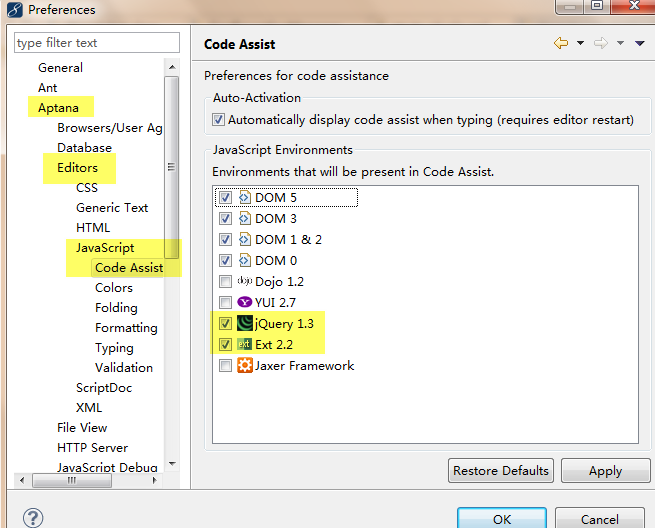 Preferences
type filter text
General
Ant
Aptana
Browsers/User Ag
Database
Editors
CSS
Generic Text
HTML
JavaScript
Code Assist
Colors
Folding
Formatting
Typing
Validation
ScriptDoc
XML
File View
HTTP Server
JavaScript Debug
Code Assist
Preferences for code assistance
Auto-Activation
Automatically display code assist when typing (requires editor restart)
JavaScript Environments
Environments that will be present in Code Assist.
DOM 5
DOM 3
DOM 1 & 2
DOM 0
dojo Dojo 1.2
YUI 2.7
jQuery 1.3
ext Ext 2.2
Jaxer Framework
Restore Defaults
Apply
OK
Cancel